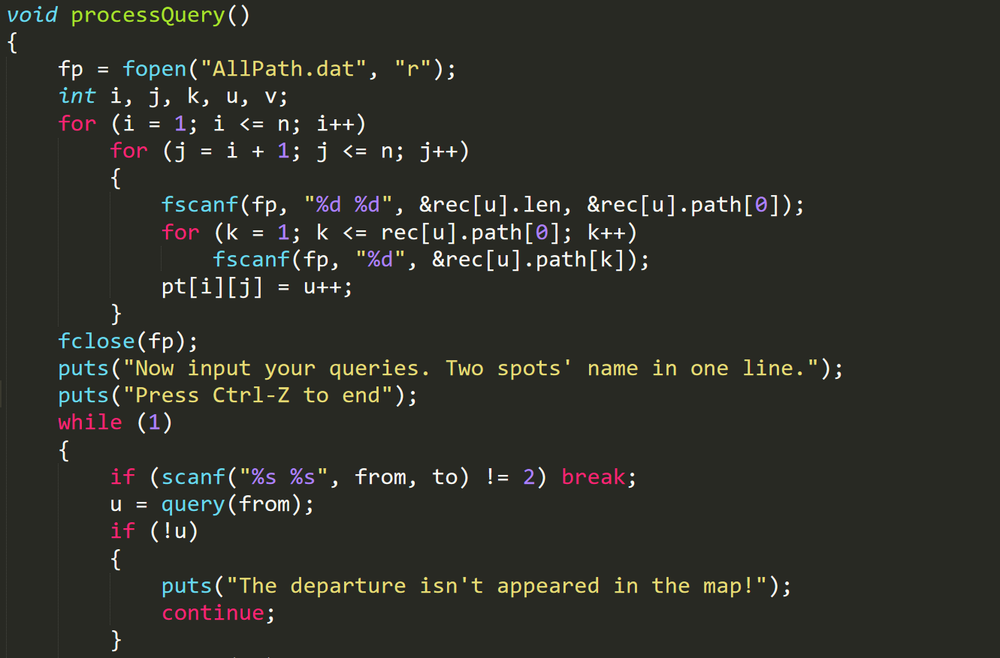 void processQuery()
{
    fp = fopen("AllPath.dat", "r");
    int i, j, k, u, v;
    for (i = 1; i <= n; i++)
        for (j = i + 1; j <= n; j++)
        {
            fscanf(fp, "%d %d", &rec[u].len, &rec[u].path[0]);
            for (k = 1; k <= rec[u].path[0]; k++)
                fscanf(fp, "%d", &rec[u].path[k]);
            pt[i][j] = u++;
        }
    fclose(fp);
    puts("Now input your queries. Two spots' name in one line.");
    puts("Press Ctrl-Z to end");
    while (1)
    {
        if (scanf("%s %s", from, to) != 2) break;
        u = query(from);
        if (!u)
        {
            puts("The departure isn't appeared in the map!");
            continue;
        }